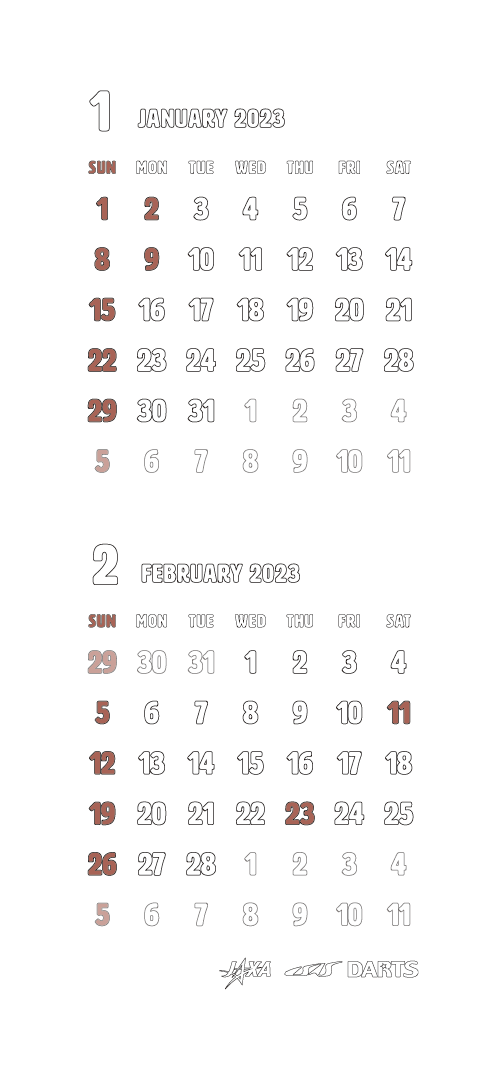 1 JANUARY 2023
SUN MON TUE WED THU FRI SAT
1 2 3 4 5 6 7
8 9 10 11 12 13 14
15 16 17 18 19 20 21
22 23 24 25 26 27 28
29 30 31 1 2 3 4
5 6 7 8 9 10 11
2 FEBRUARY 2023
SUN MON TUE WED THU FRI SAT
29 30 31 1 2 3 4
5 6 7 8 9 10 11
12 13 14 15 16 17 18
19 20 21 22 23 24 25
26 27 28 1 2 3 4
5 6 7 8 9 10 11
JAXA DARTS